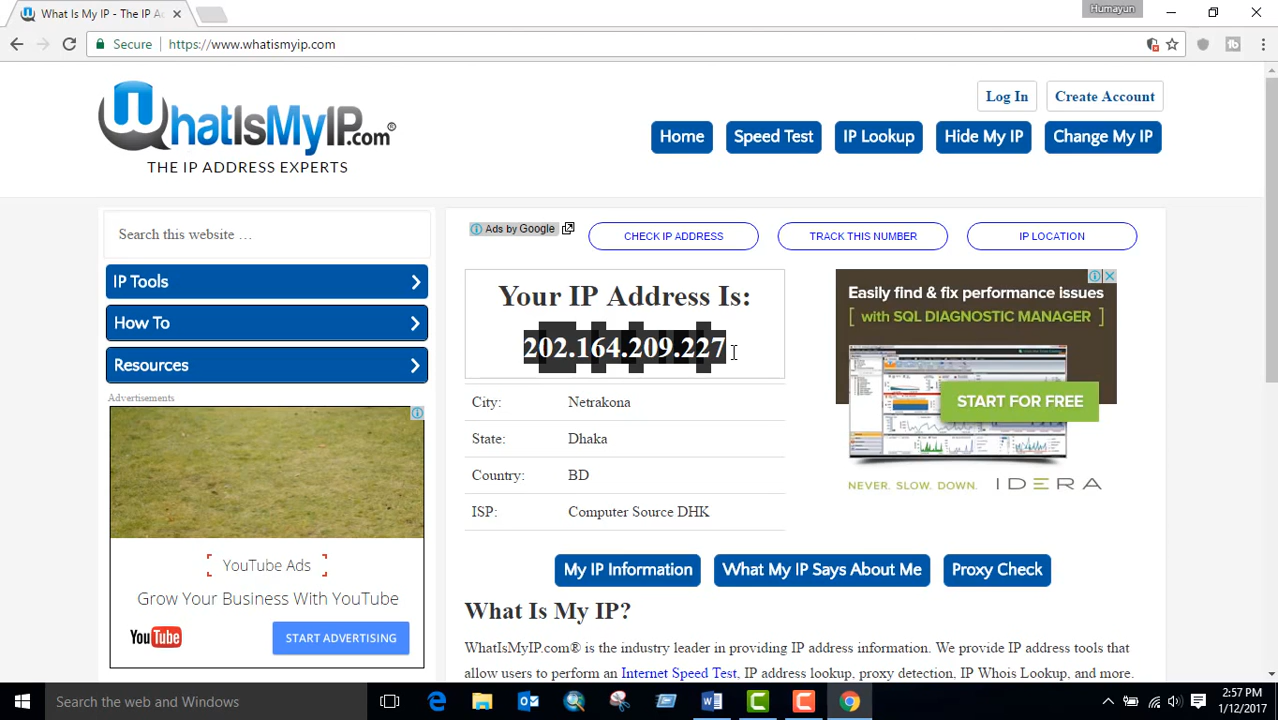 What Is My IP - The IP Ad
Humayun
Secure
https://www.whatismyip.com
WhatIsMyIP.com
THE IP ADDRESS EXPERTS
Log In
Create Account
Home
Speed Test
IP Lookup
Hide My IP
Change My IP
Search this website …
IP Tools
How To
Resources
Advertisements
YouTube Ads
Grow Your Business With YouTube
YouTube
START ADVERTISING
Ads by Google
CHECK IP ADDRESS
TRACK THIS NUMBER
IP LOCATION
Your IP Address Is:
202.164.209.227
City: Netrakona
State: Dhaka
Country: BD
ISP: Computer Source DHK
Easily find & fix performance issues
[ with SQL DIAGNOSTIC MANAGER ]
START FOR FREE
NEVER. SLOW. DOWN.
IDERA
My IP Information
What My IP Says About Me
Proxy Check
What Is My IP?
WhatIsMyIP.com® is the industry leader in providing IP address information. We provide IP address tools that
allow users to perform an Internet Speed Test, IP address lookup, proxy detection, IP Whois Lookup, and more.
Search the web and Windows
2:57 PM
1/12/2017